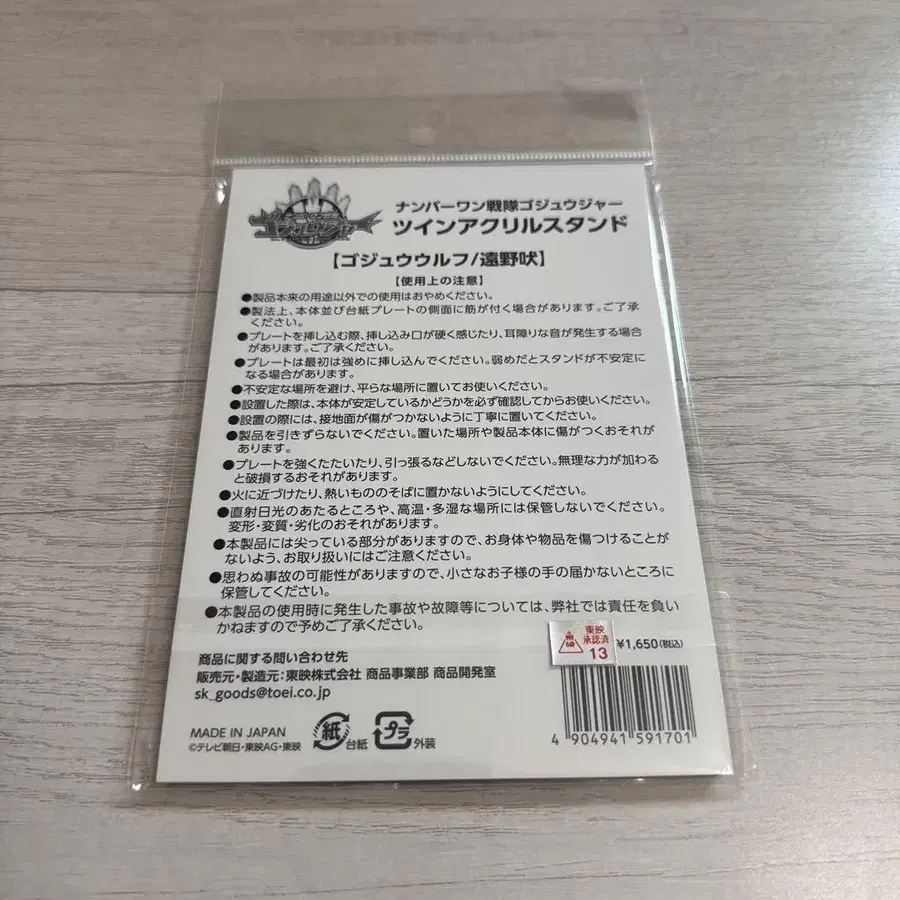 ナンバーワン戦隊ゴジュウジャー
ツインアクリルスタンド
【ゴジュウウルフ/遠野吠】
【使用上の注意】
●製品本来の用途以外での使用はおやめください。
●製法上、本体並び台紙プレートの側面に筋が付く場合があります。ご了承
ください。
●プレートを挿し込む際、挿し込み口が硬く感じたり、耳障りな音が発生する場合
があります。ご了承ください。
●プレートは最初は強めに挿し込んでください。弱めだとスタンドが不安定に
なる場合があります。
●不安定な場所を避け、平らな場所に置いてお使いください。
●設置した際は、本体が安定しているかどうかを必ず確認してからお使いください。
●設置の際には、接地面が傷がつかないように丁寧に置いてください。
●製品を引きずらないでください。置いた場所や製品本体に傷がつくおそれが
あります。
●プレートを強くたたいたり、引っ張るなどしないでください。無理な力が加わる
と破損するおそれがあります。
●火に近づけたり、熱いもののそばに置かないようにしてください。
●直射日光のあたるところや、高温・多湿な場所には保管しないでください。
変形・変質・劣化のおそれがあります。
●本製品には尖っている部分がありますので、お身体や物品を傷つけることが
ないよう、お取り扱いにはご注意ください。
●思わぬ事故の可能性がありますので、小さなお子様の手の届かないところに
保管してください。
●本製品の使用時に発生した事故や故障等については、弊社では責任を負い
かねますので予めご了承ください。
東映
承認済
13
¥1,650(税込)
商品に関する問い合わせ先
販売元・製造元:東映株式会社 商品事業部 商品開発室
sk_goods@toei.co.jp
MADE IN JAPAN
©テレビ朝日・東映AG・東映
紙 台紙
プラ 外装
4 904941 591701